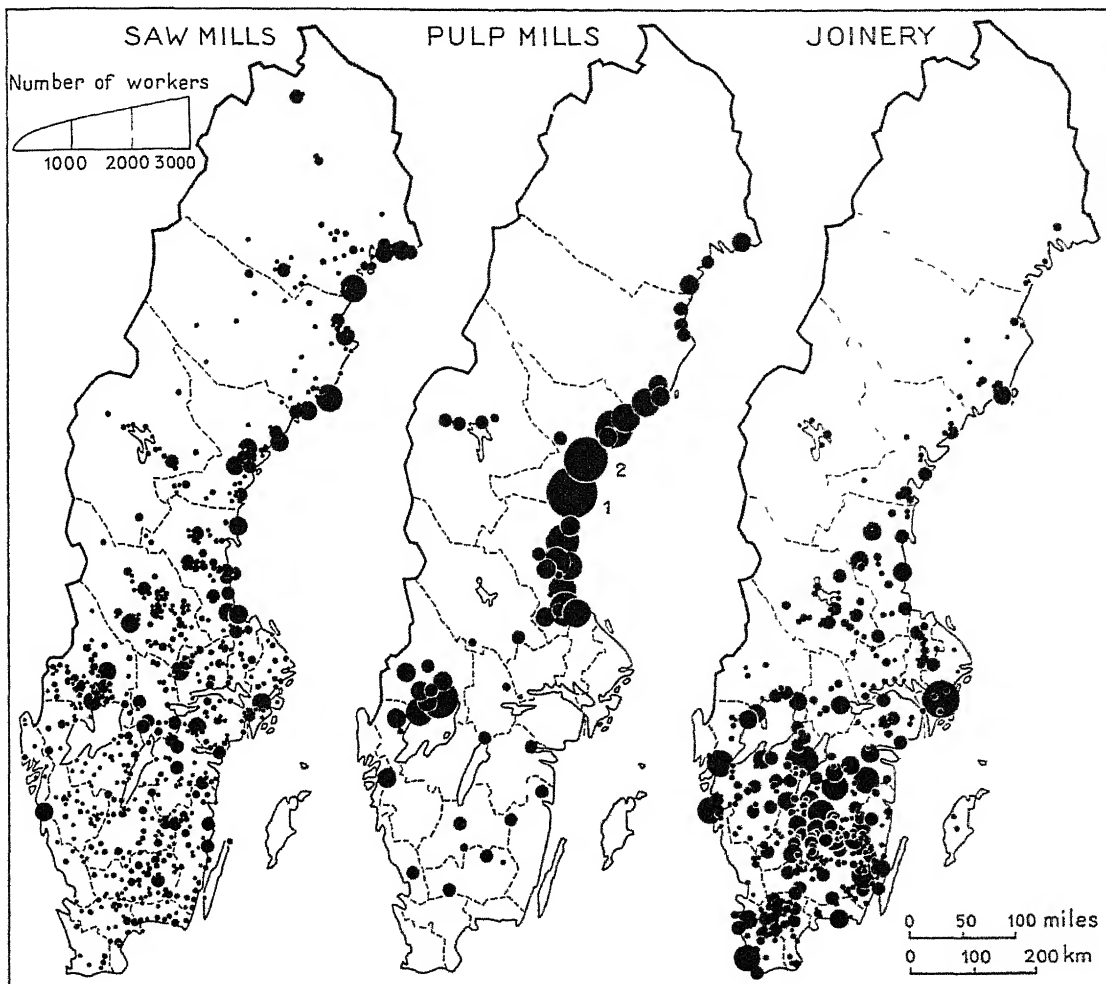 SAW MILLS
PULP MILLS
JOINERY
Number of workers
1000 2000 3000
2
1
0 50 100 miles
0 100 200 km